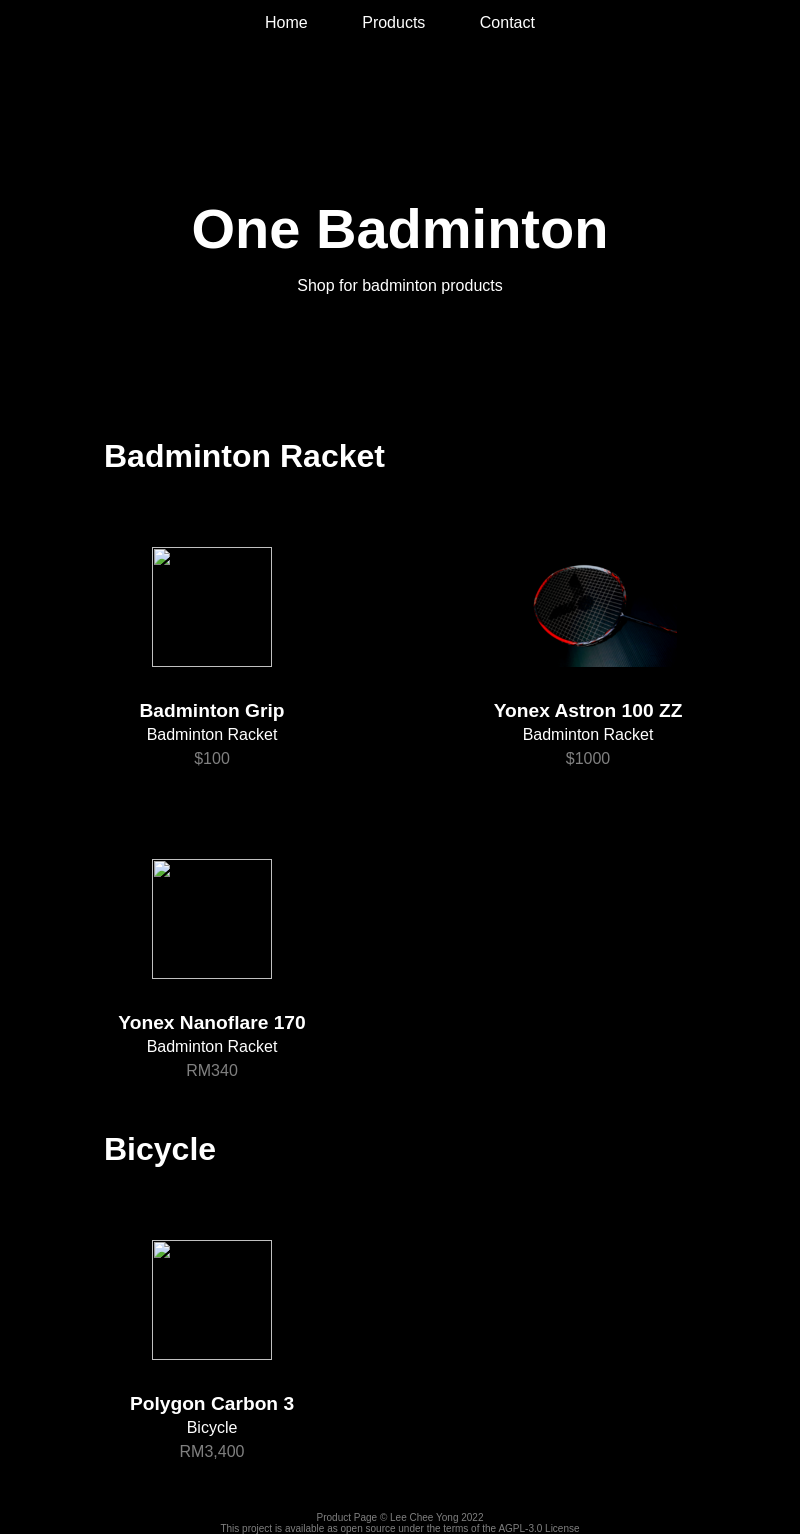 Home Products Contact
One Badminton
Shop for badminton products
Badminton Racket
Badminton Grip
Badminton Racket
$100
Yonex Astron 100 ZZ
Badminton Racket
$1000
Yonex Nanoflare 170
Badminton Racket
RM340
Bicycle
Polygon Carbon 3
Bicycle
RM3,400
Product Page © Lee Chee Yong 2022
This project is available as open source under the terms of the AGPL-3.0 License